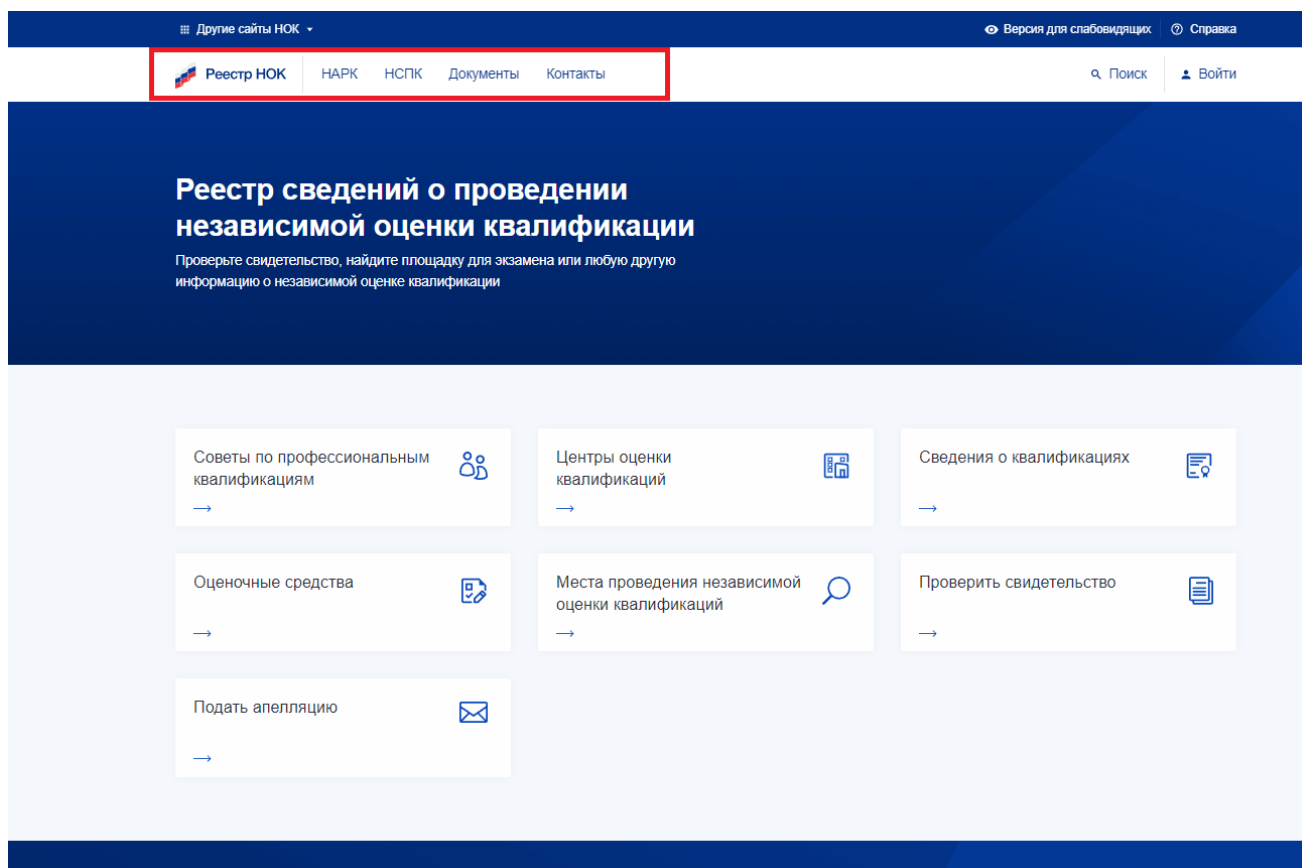 Другие сайты НОК
Версия для слабовидящих
Справка
Реестр НОК
НАРК
НСПК
Документы
Контакты
Поиск
Войти
Реестр сведений о проведении
независимой оценки квалификации
Проверьте свидетельство, найдите площадку для экзамена или любую другую
информацию о независимой оценке квалификации
Советы по профессиональным
квалификациям
Центры оценки
квалификаций
Сведения о квалификациях
Оценочные средства
Места проведения независимой
оценки квалификаций
Проверить свидетельство
Подать апелляцию